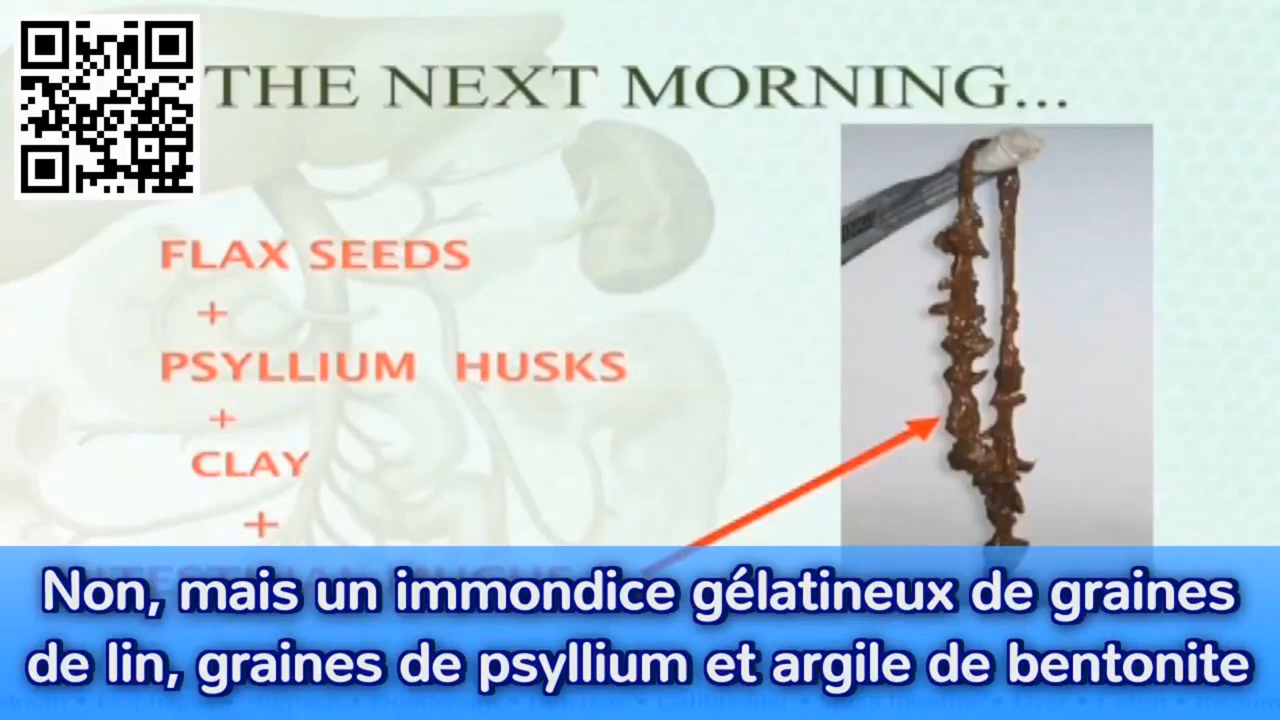 THE NEXT MORNING...
FLAX SEEDS
+
PSYLLIUM HUSKS
+
CLAY
+
Non, mais un immondice gélatineux de graines
de lin, graines de psyllium et argile de bentonite